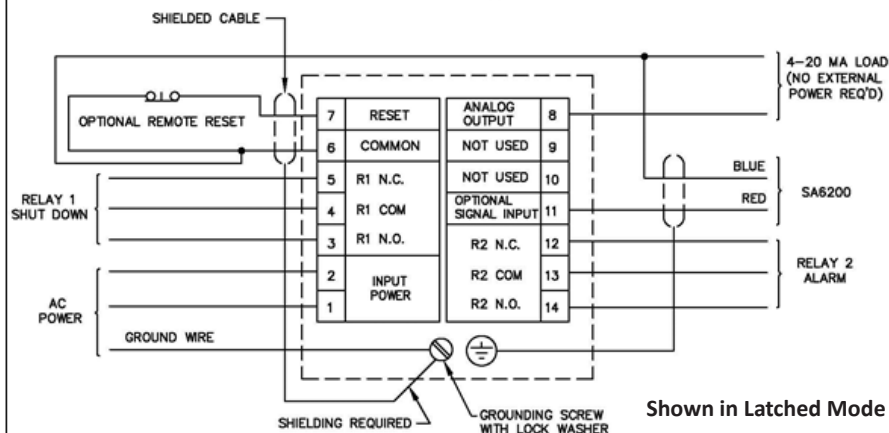 SHIELDED CABLE
4-20 MA LOAD
(NO EXTERNAL
POWER REQ'D)
OPTIONAL REMOTE RESET
7 RESET
6 COMMON
5 R1 N.C.
4 R1 COM
3 R1 N.O.
2
INPUT
POWER
1
ANALOG
OUTPUT 8
NOT USED 9
NOT USED 10
OPTIONAL
SIGNAL INPUT 11
R2 N.C. 12
R2 COM 13
R2 N.O. 14
BLUE
RED
SA6200
RELAY 1
SHUT DOWN
RELAY 2
ALARM
AC
POWER
GROUND WIRE
SHIELDING REQUIRED
GROUNDING SCREW
WITH LOCK WASHER
Shown in Latched Mode